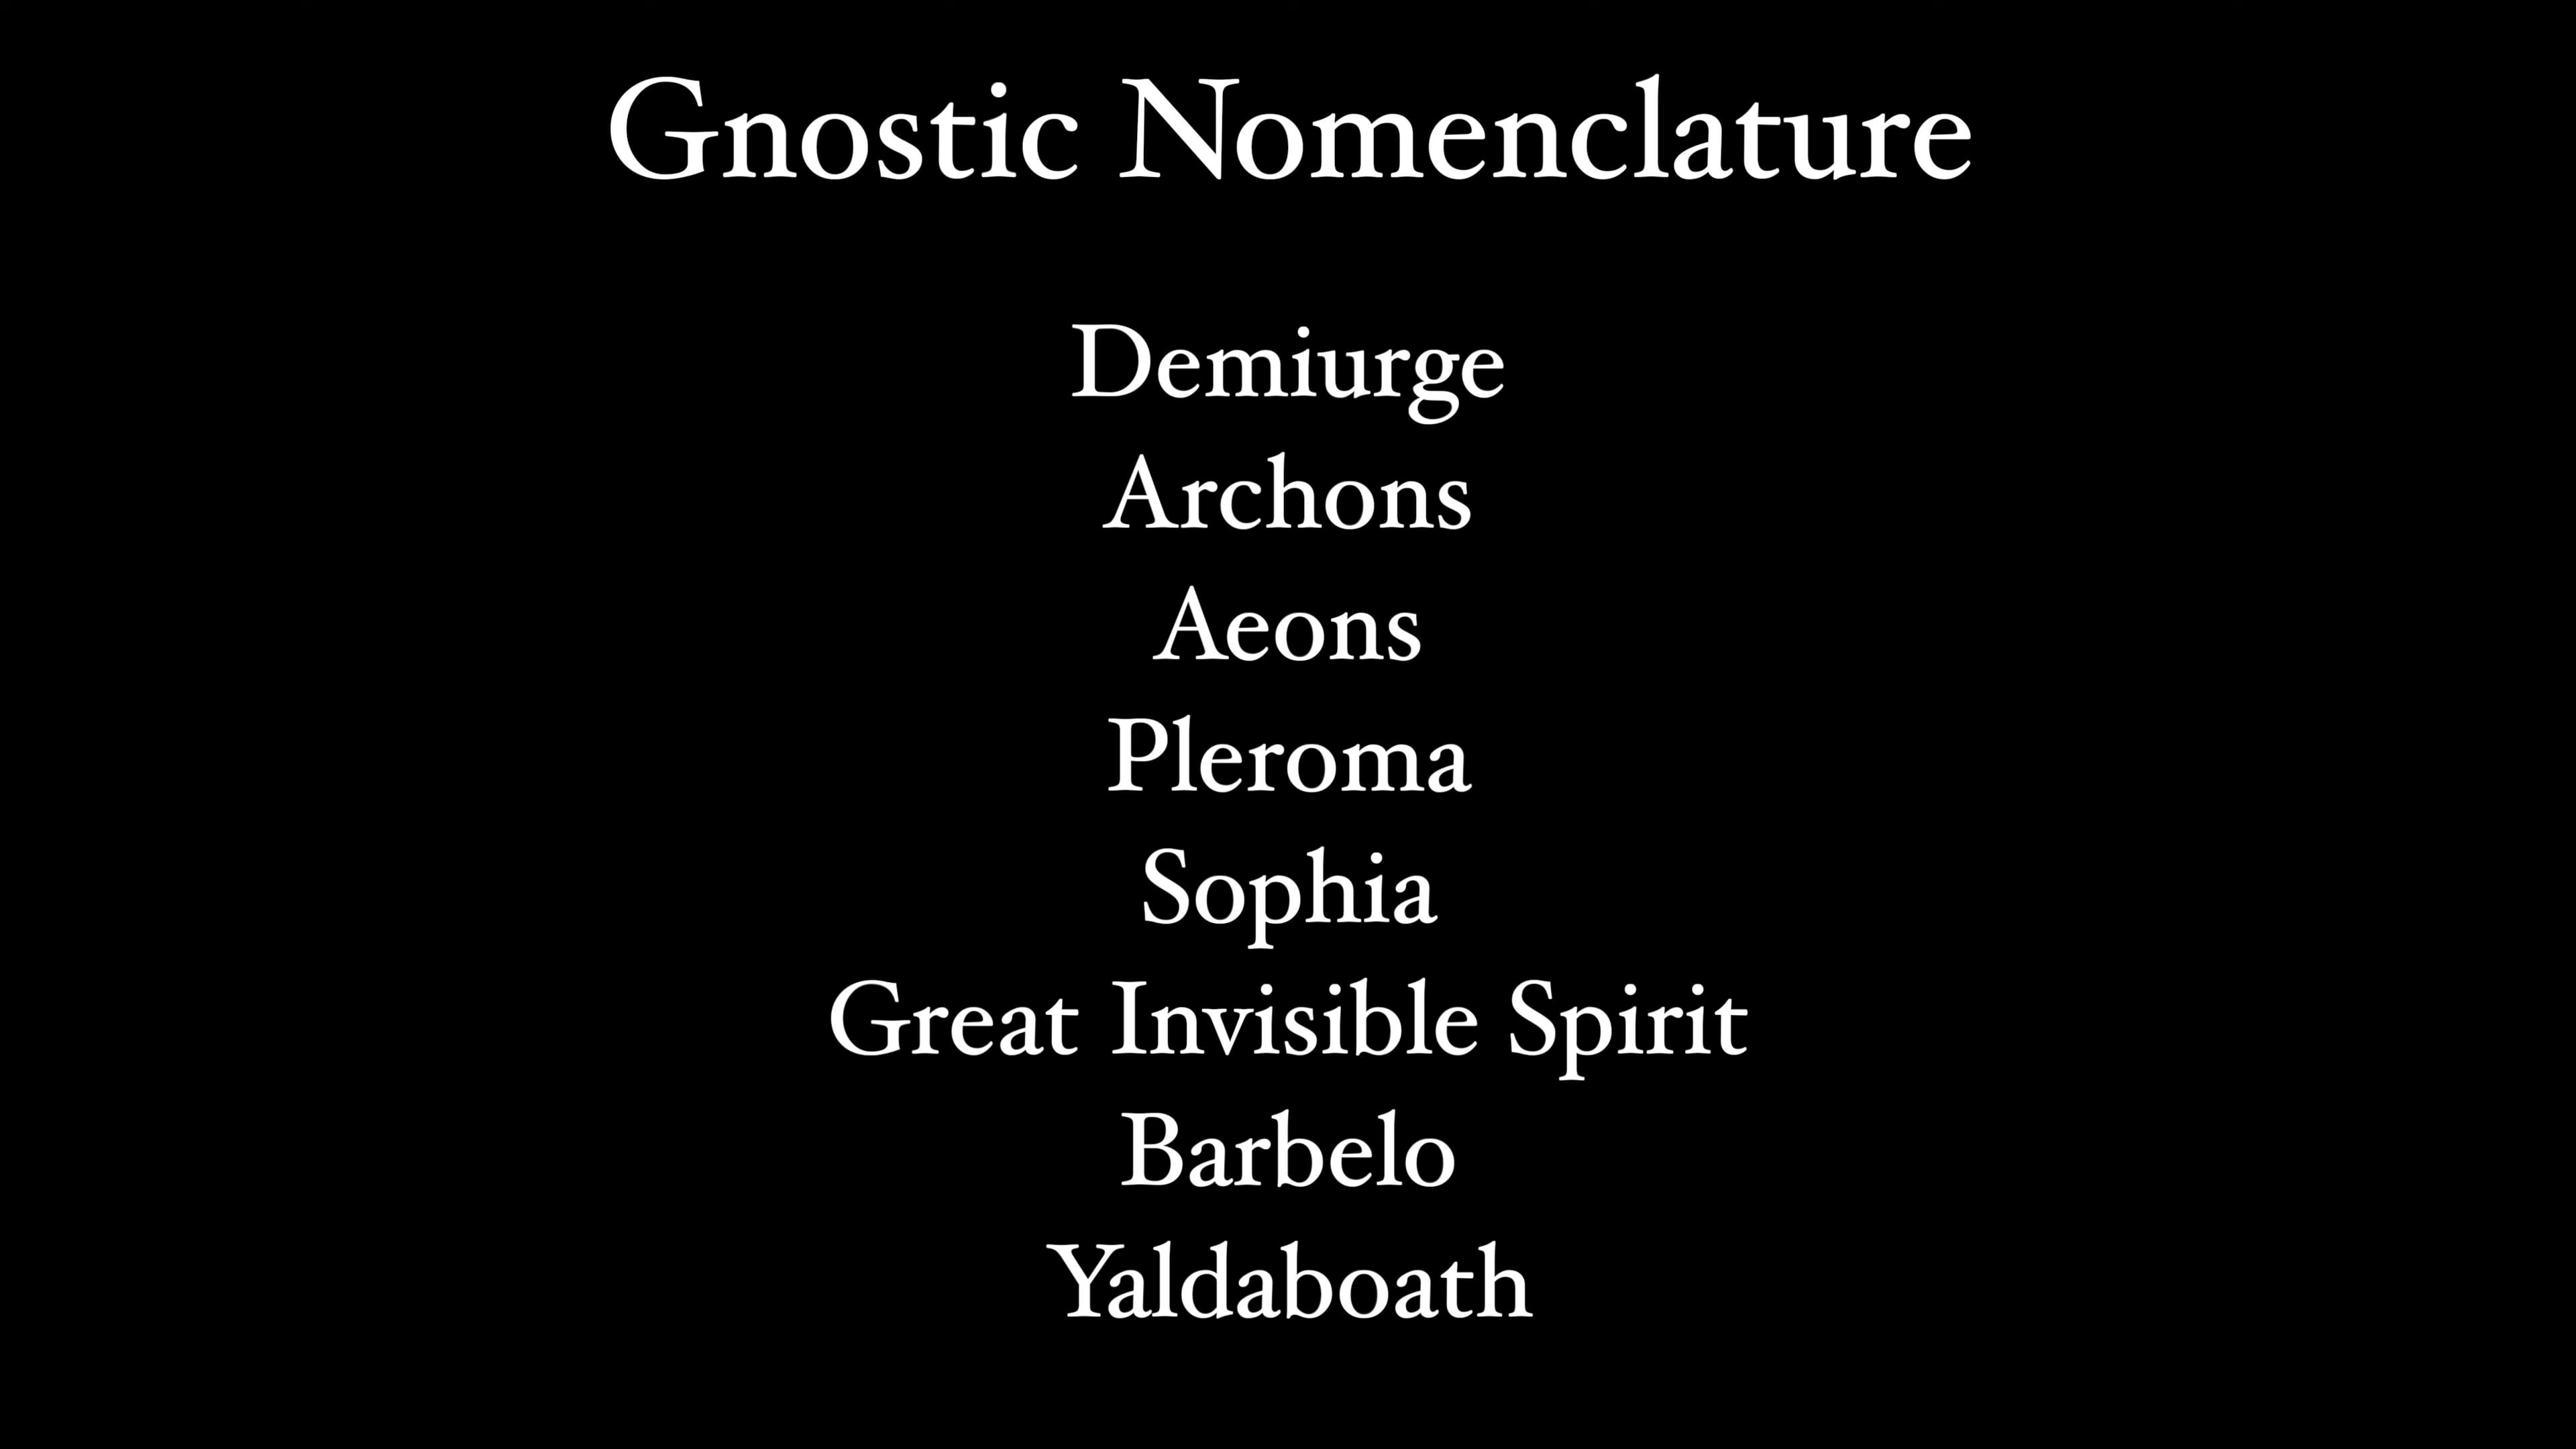 Gnostic Nomenclature
Demiurge
Archons
Aeons
Pleroma
Sophia
Great Invisible Spirit
Barbelo
Yaldaboath